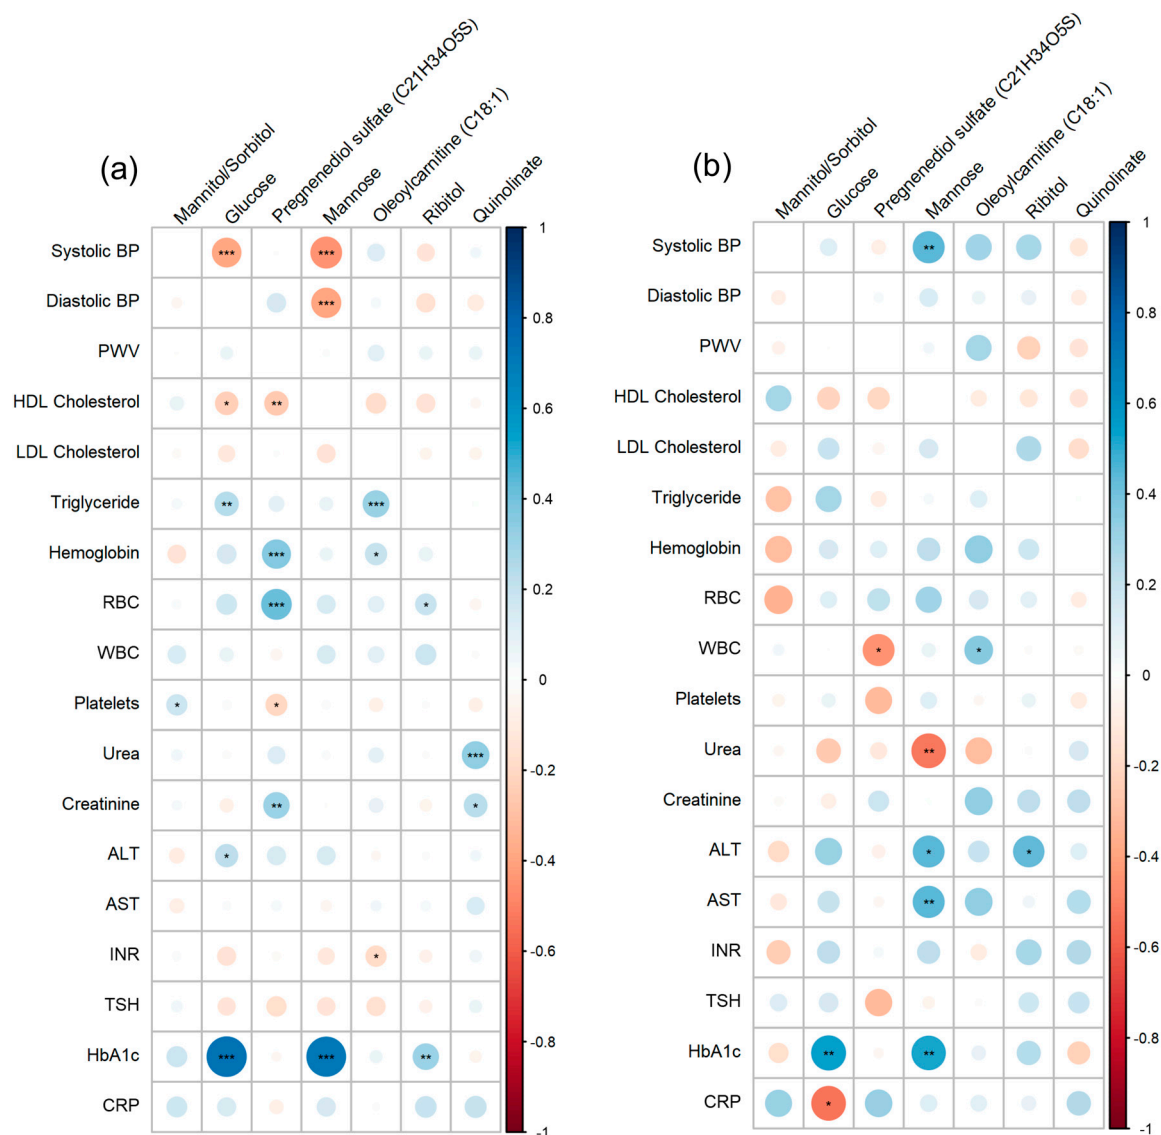 (a)
Mannitol/Sorbitol
Glucose
Pregnenediol sulfate (C21H34O5S)
Mannose
Oleoylcarnitine (C18:1)
Ribitol
Quinolinate
Systolic BP
*** ***
Diastolic BP
***
PWV
HDL Cholesterol
* **
LDL Cholesterol
Triglyceride
** ***
Hemoglobin
*** *
RBC
*** *
WBC
Platelets
* *
Urea
***
Creatinine
** *
ALT
*
AST
INR
*
TSH
HbA1c
*** *** **
CRP
1
0.8
0.6
0.4
0.2
0
-0.2
-0.4
-0.6
-0.8
-1
(b)
Mannitol/Sorbitol
Glucose
Pregnenediol sulfate (C21H34O5S)
Mannose
Oleoylcarnitine (C18:1)
Ribitol
Quinolinate
Systolic BP
**
Diastolic BP
PWV
HDL Cholesterol
LDL Cholesterol
Triglyceride
Hemoglobin
RBC
WBC
* *
Platelets
Urea
**
Creatinine
ALT
* *
AST
**
INR
TSH
HbA1c
** **
CRP
*
1
0.8
0.6
0.4
0.2
0
-0.2
-0.4
-0.6
-0.8
-1